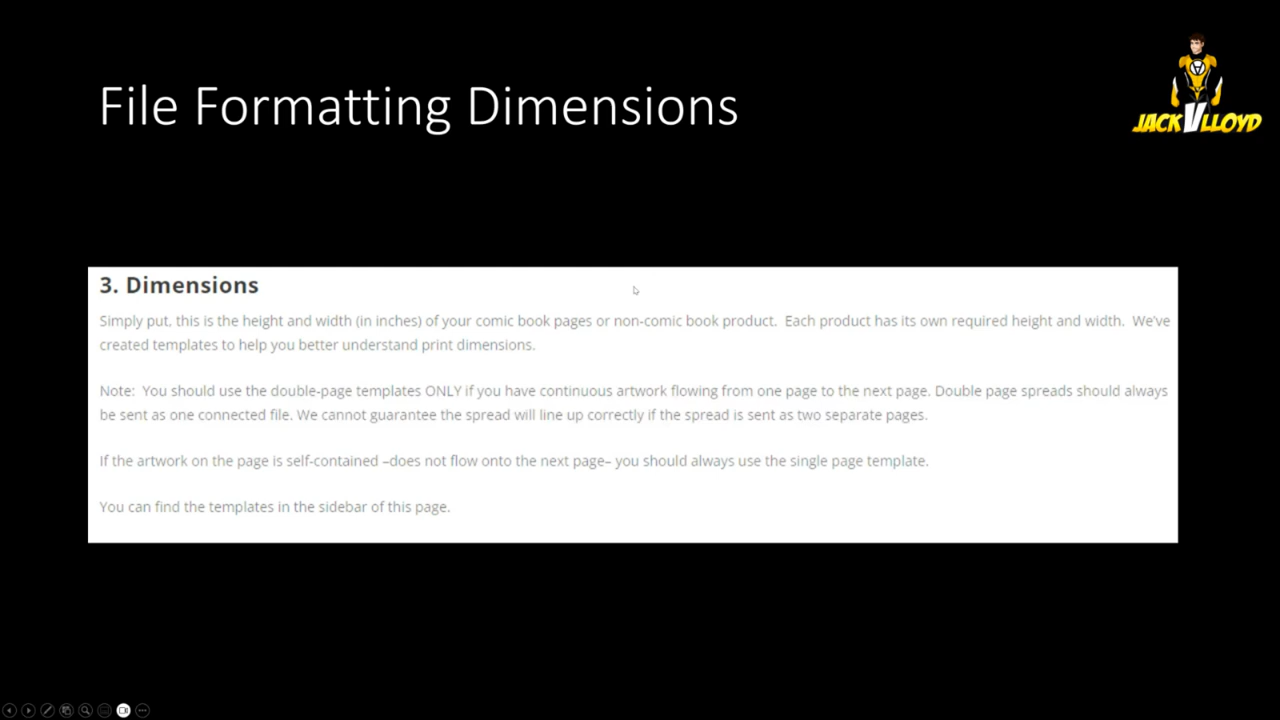 File Formatting Dimensions
JACK V LLOYD
3. Dimensions
Simply put, this is the height and width (in inches) of your comic book pages or non-comic book product. Each product has its own required height and width. We've
created templates to help you better understand print dimensions.
Note: You should use the double-page templates ONLY if you have continuous artwork flowing from one page to the next page. Double page spreads should always
be sent as one connected file. We cannot guarantee the spread will line up correctly if the spread is sent as two separate pages.
If the artwork on the page is self-contained –does not flow onto the next page– you should always use the single page template.
You can find the templates in the sidebar of this page.